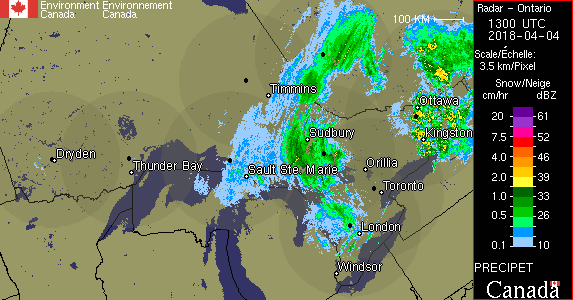 Environment Environnement
Canada Canada
100 KM
Timmins
Ottawa
Sudbury
Kingston
Dryden
Thunder Bay
Orillia
Sault Ste. Marie
Toronto
London
Windsor
Radar - Ontario
1300 UTC
2018-04-04
Scale/Échelle:
3.5 km/Pixel
Snow/Neige
cm/hr dBZ
20 61
7.5 52
4.0 46
2.0 39
1.0 33
0.5 26
0.1 10
PRECIPET
Canada